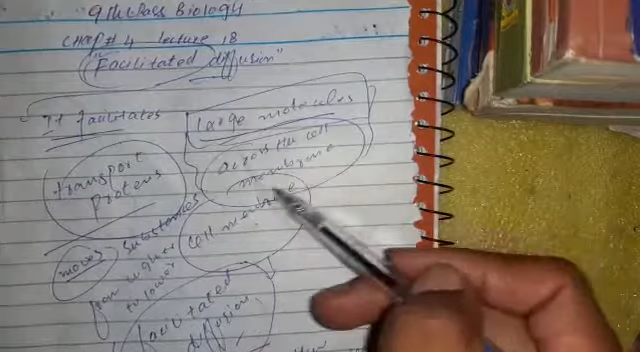 9th class Biology
Chap # 4 lecture 18
"Facilitated diffusion"
It facilitates
large molecules
across the cell
membrane
transport
proteins
cell membrane
moves substances
from higher
to lower
facilitated
diffusion